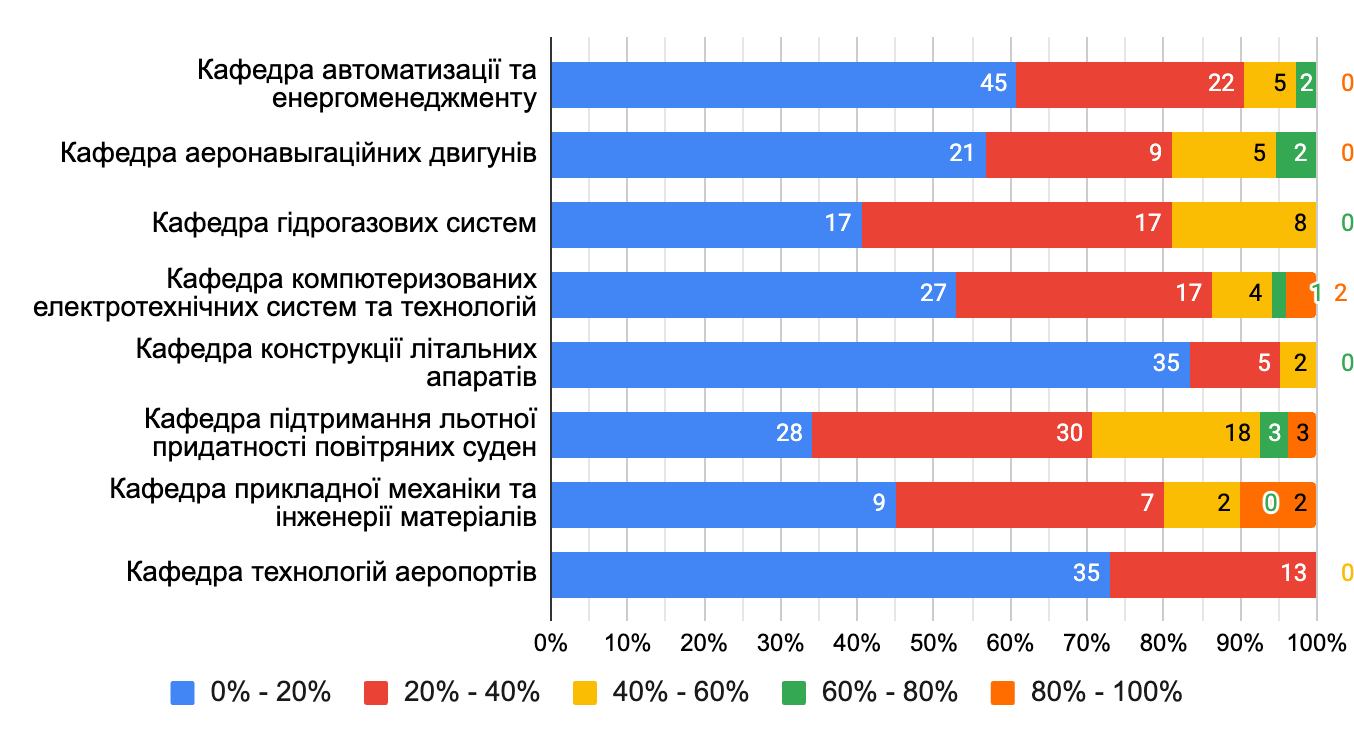 Кафедра автоматизації та
енергоменеджменту
45 22 5 2 0
Кафедра аеронавыгаційних двигунів
21 9 5 2 0
Кафедра гідрогазових систем
17 17 8 0
Кафедра компютеризованих
електротехнічних систем та технологій
27 17 4 1 2
Кафедра конструкції літальних
апаратів
35 5 2 0
Кафедра підтримання льотної
придатності повітряних суден
28 30 18 3 3
Кафедра прикладної механіки та
інженерії матеріалів
9 7 2 0 2
Кафедра технологій аеропортів
35 13 0
0% 10% 20% 30% 40% 50% 60% 70% 80% 90% 100%
0% - 20% 20% - 40% 40% - 60% 60% - 80% 80% - 100%